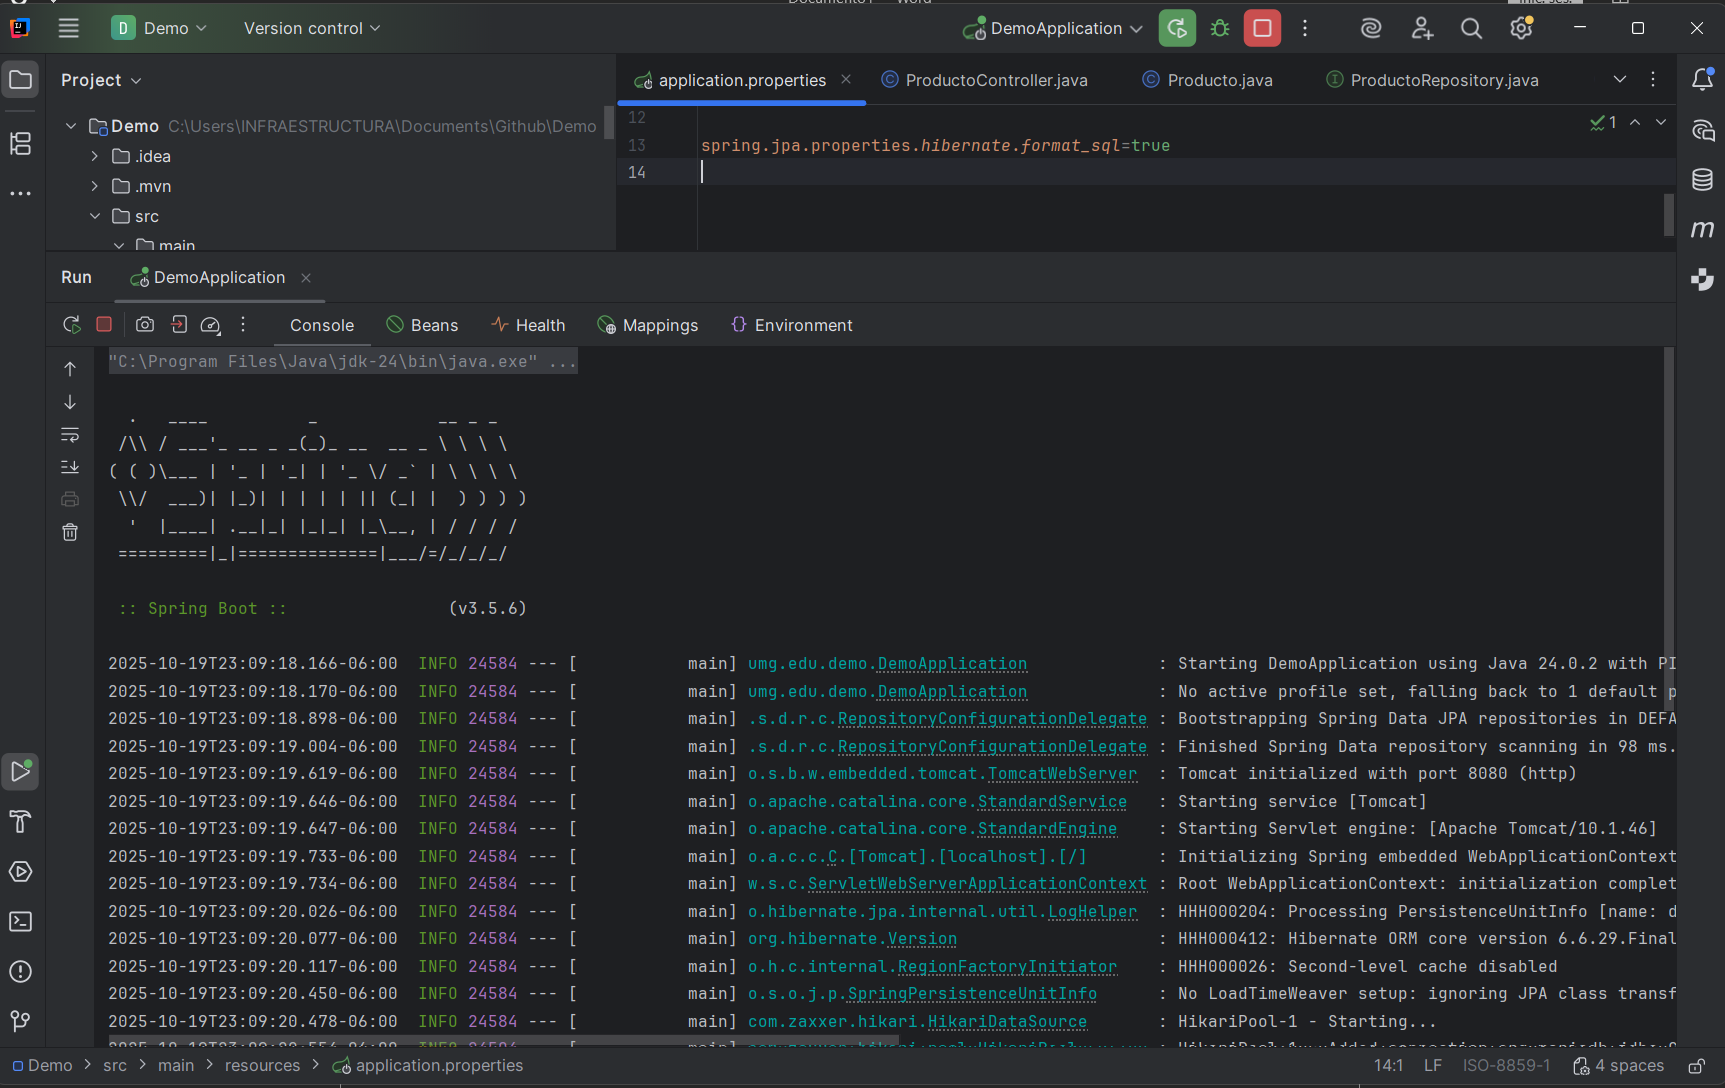 Demo
Version control
DemoApplication
Project
application.properties
ProductoController.java
Producto.java
ProductoRepository.java
Demo C:\Users\INFRAESTRUCTURA\Documents\Github\Demo
.idea
.mvn
src
main
12
13 spring.jpa.properties.hibernate.format_sql=true
14
1
Run DemoApplication
Console Beans Health Mappings Environment
"C:\Program Files\Java\jdk-24\bin\java.exe" ...
  .   ____          _            __ _ _
 /\\ / ___'_ __ _ _(_)_ __  __ _ \ \ \ \
( ( )\___ | '_ | '_| | '_ \/ _` | \ \ \ \
 \\/  ___)| |_)| | | | | || (_| |  ) ) ) )
  '  |____| .__|_| |_|_| |_\__, | / / / /
 =========|_|==============|___/=/_/_/_/
 :: Spring Boot ::                (v3.5.6)
2025-10-19T23:09:18.166-06:00  INFO 24584 --- [           main] umg.edu.demo.DemoApplication             : Starting DemoApplication using Java 24.0.2 with PI
2025-10-19T23:09:18.170-06:00  INFO 24584 --- [           main] umg.edu.demo.DemoApplication             : No active profile set, falling back to 1 default p
2025-10-19T23:09:18.898-06:00  INFO 24584 --- [           main] .s.d.r.c.RepositoryConfigurationDelegate : Bootstrapping Spring Data JPA repositories in DEFA
2025-10-19T23:09:19.004-06:00  INFO 24584 --- [           main] .s.d.r.c.RepositoryConfigurationDelegate : Finished Spring Data repository scanning in 98 ms.
2025-10-19T23:09:19.619-06:00  INFO 24584 --- [           main] o.s.b.w.embedded.tomcat.TomcatWebServer  : Tomcat initialized with port 8080 (http)
2025-10-19T23:09:19.646-06:00  INFO 24584 --- [           main] o.apache.catalina.core.StandardService   : Starting service [Tomcat]
2025-10-19T23:09:19.647-06:00  INFO 24584 --- [           main] o.apache.catalina.core.StandardEngine    : Starting Servlet engine: [Apache Tomcat/10.1.46]
2025-10-19T23:09:19.733-06:00  INFO 24584 --- [           main] o.a.c.c.C.[Tomcat].[localhost].[/]       : Initializing Spring embedded WebApplicationContext
2025-10-19T23:09:19.734-06:00  INFO 24584 --- [           main] w.s.c.ServletWebServerApplicationContext : Root WebApplicationContext: initialization complet
2025-10-19T23:09:20.026-06:00  INFO 24584 --- [           main] o.hibernate.jpa.internal.util.LogHelper  : HHH000204: Processing PersistenceUnitInfo [name: d
2025-10-19T23:09:20.077-06:00  INFO 24584 --- [           main] org.hibernate.Version                    : HHH000412: Hibernate ORM core version 6.6.29.Final
2025-10-19T23:09:20.117-06:00  INFO 24584 --- [           main] o.h.c.internal.RegionFactoryInitiator    : HHH000026: Second-level cache disabled
2025-10-19T23:09:20.450-06:00  INFO 24584 --- [           main] o.s.o.j.p.SpringPersistenceUnitInfo      : No LoadTimeWeaver setup: ignoring JPA class transf
2025-10-19T23:09:20.478-06:00  INFO 24584 --- [           main] com.zaxxer.hikari.HikariDataSource       : HikariPool-1 - Starting...
Demo > src > main > resources > application.properties
14:1 LF ISO-8859-1 4 spaces